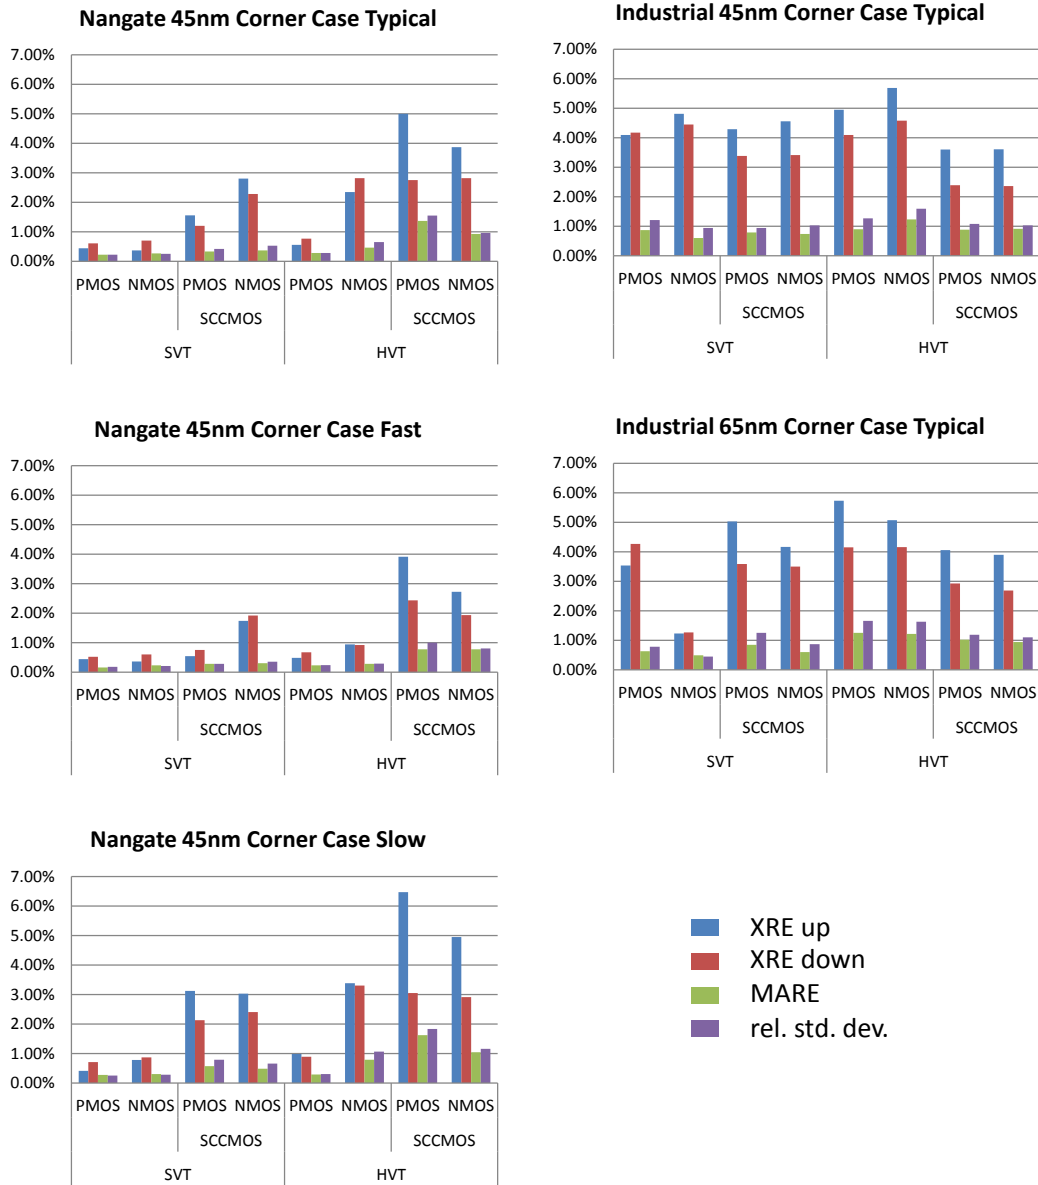 Nangate 45nm Corner Case Typical
7.00%
6.00%
5.00%
4.00%
3.00%
2.00%
1.00%
0.00%
PMOS NMOS PMOS NMOS PMOS NMOS PMOS NMOS
SCCMOS SCCMOS
SVT HVT
Industrial 45nm Corner Case Typical
7.00%
6.00%
5.00%
4.00%
3.00%
2.00%
1.00%
0.00%
PMOS NMOS PMOS NMOS PMOS NMOS PMOS NMOS
SCCMOS SCCMOS
SVT HVT
Nangate 45nm Corner Case Fast
7.00%
6.00%
5.00%
4.00%
3.00%
2.00%
1.00%
0.00%
PMOS NMOS PMOS NMOS PMOS NMOS PMOS NMOS
SCCMOS SCCMOS
SVT HVT
Industrial 65nm Corner Case Typical
7.00%
6.00%
5.00%
4.00%
3.00%
2.00%
1.00%
0.00%
PMOS NMOS PMOS NMOS PMOS NMOS PMOS NMOS
SCCMOS SCCMOS
SVT HVT
Nangate 45nm Corner Case Slow
7.00%
6.00%
5.00%
4.00%
3.00%
2.00%
1.00%
0.00%
PMOS NMOS PMOS NMOS PMOS NMOS PMOS NMOS
SCCMOS SCCMOS
SVT HVT
XRE up
XRE down
MARE
rel. std. dev.